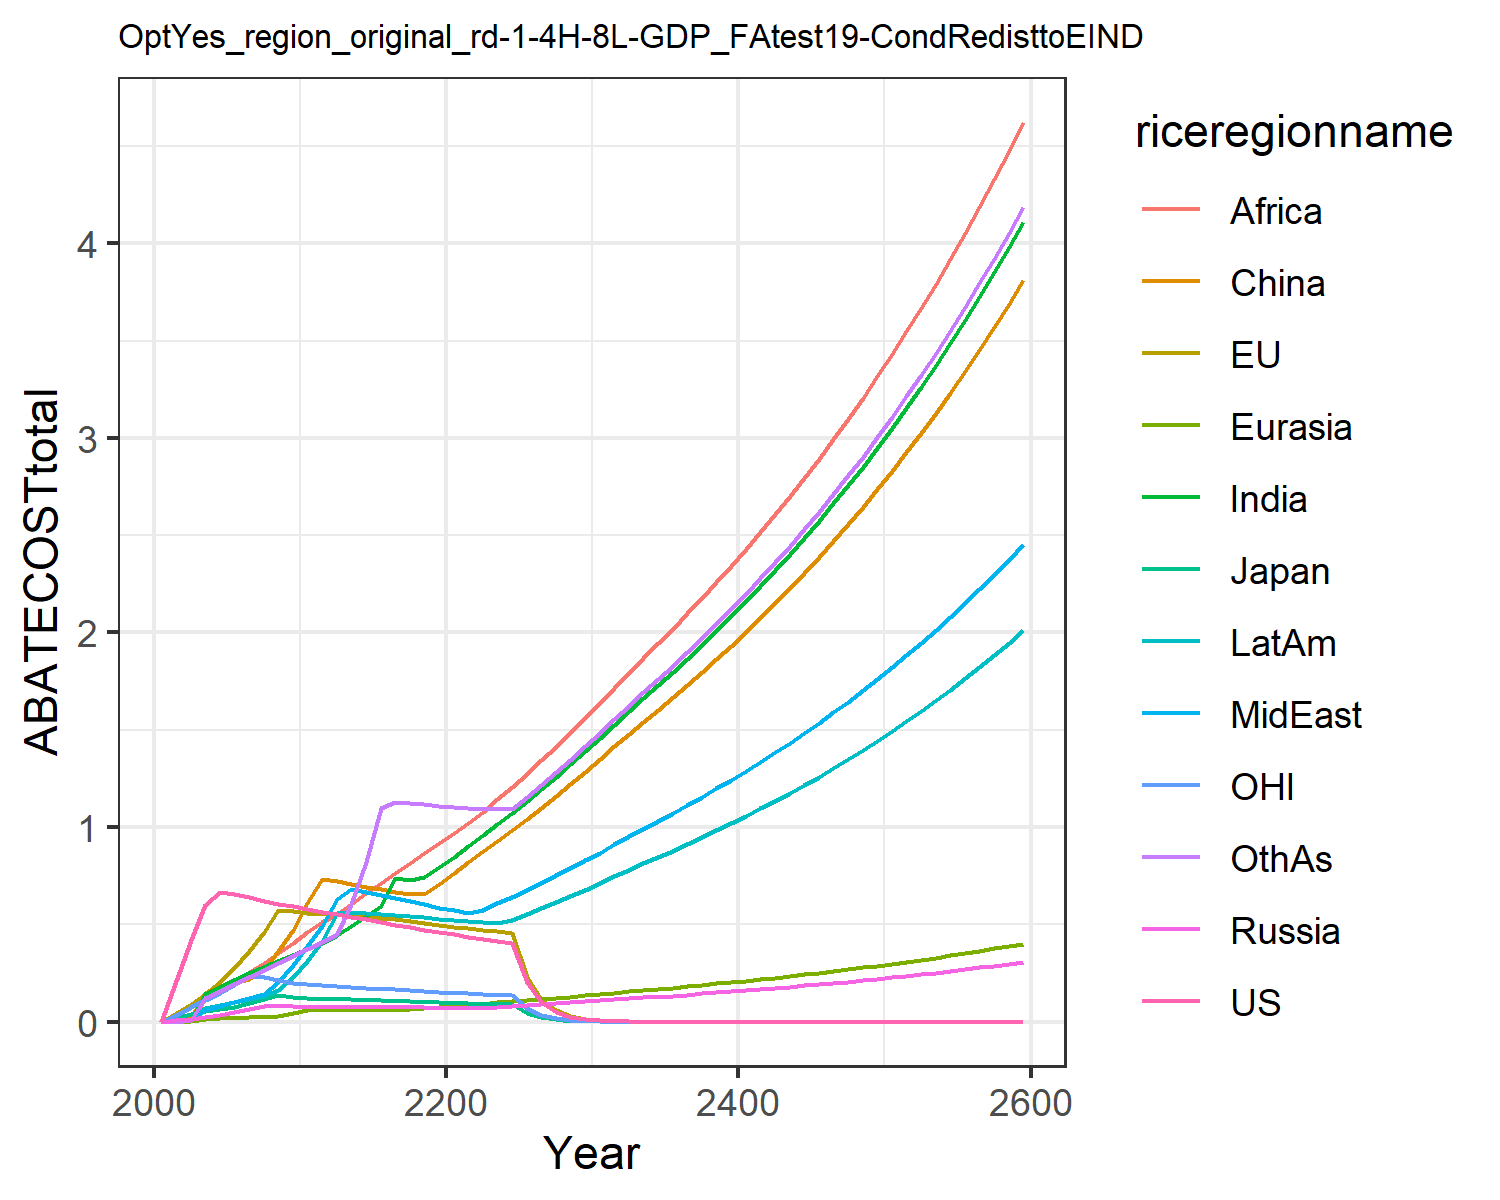 OptYes_region_original_rd-1-4H-8L-GDP_FAtest19-CondRedisttoEIND
ABATECOSTtotal
4
3
2
1
0
2000 2200 2400 2600
Year
riceregionname
Africa
China
EU
Eurasia
India
Japan
LatAm
MidEast
OHI
OthAs
Russia
US